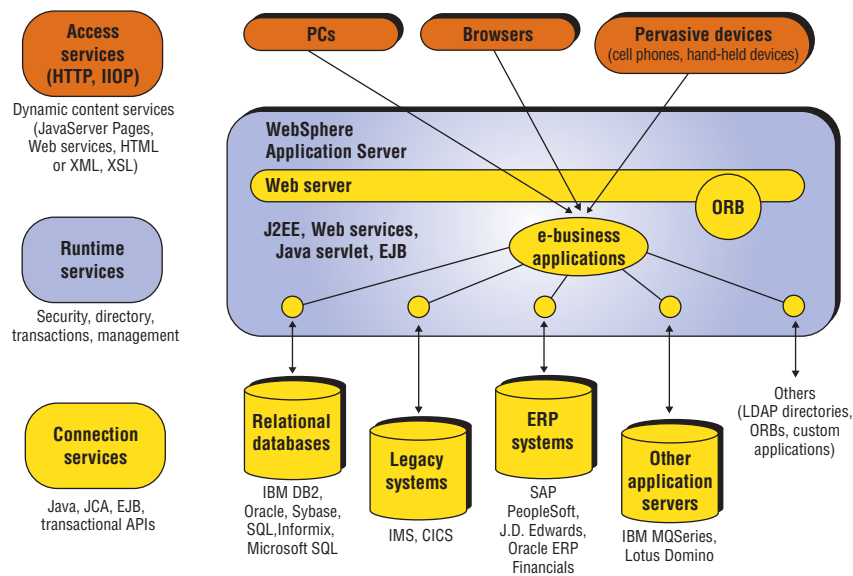 Access
services
(HTTP, IIOP)
Dynamic content services
(JavaServer Pages,
Web services, HTML
or XML, XSL)
Runtime
services
Security, directory,
transactions, management
Connection
services
Java, JCA, EJB,
transactional APIs
PCs
Browsers
Pervasive devices
(cell phones, hand-held devices)
WebSphere
Application Server
Web server
ORB
J2EE, Web services,
Java servlet, EJB
e-business
applications
Relational
databases
IBM DB2,
Oracle, Sybase,
SQL,Informix,
Microsoft SQL
Legacy
systems
IMS, CICS
ERP
systems
SAP
PeopleSoft,
J.D. Edwards,
Oracle ERP
Financials
Other
application
servers
IBM MQSeries,
Lotus Domino
Others
(LDAP directories,
ORBs, custom
applications)